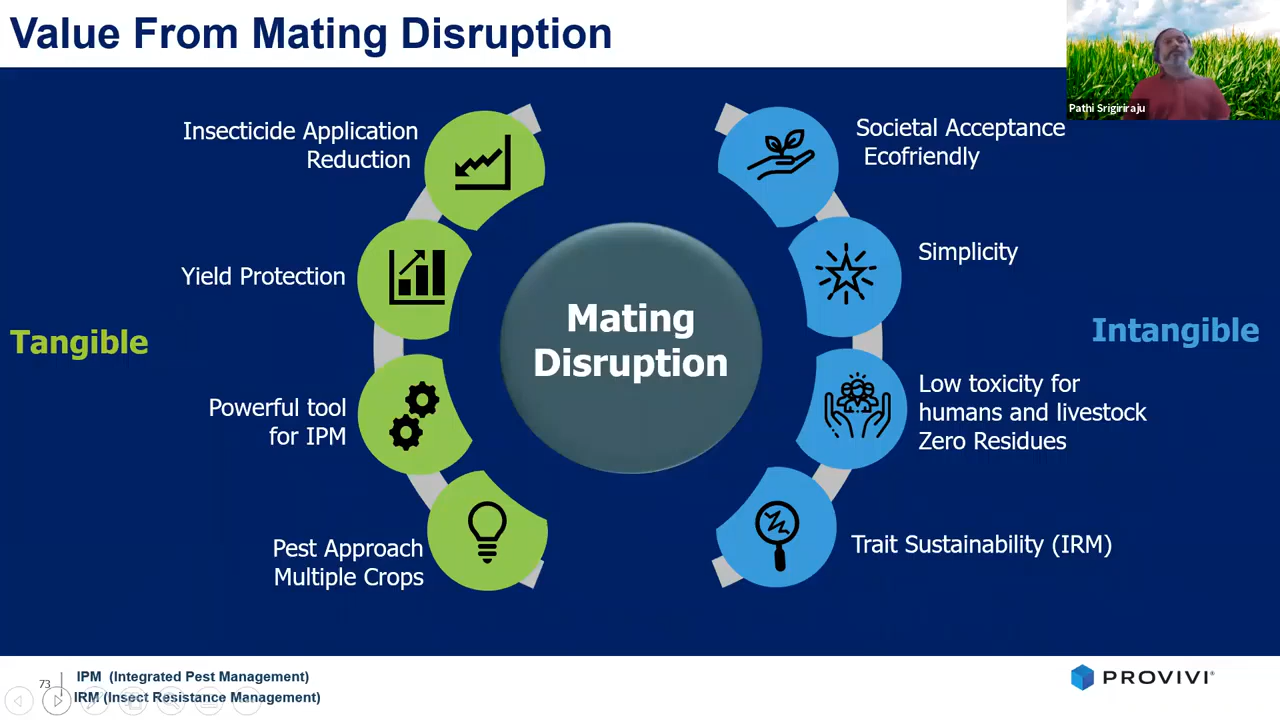 Value From Mating Disruption
Pathi Srigiriraju
Insecticide Application
Reduction
Yield Protection
Tangible
Powerful tool
for IPM
Pest Approach
Multiple Crops
Mating
Disruption
Societal Acceptance
Ecofriendly
Simplicity
Intangible
Low toxicity for
humans and livestock
Zero Residues
Trait Sustainability (IRM)
73
IPM (Integrated Pest Management)
IRM (Insect Resistance Management)
PROVIVI®